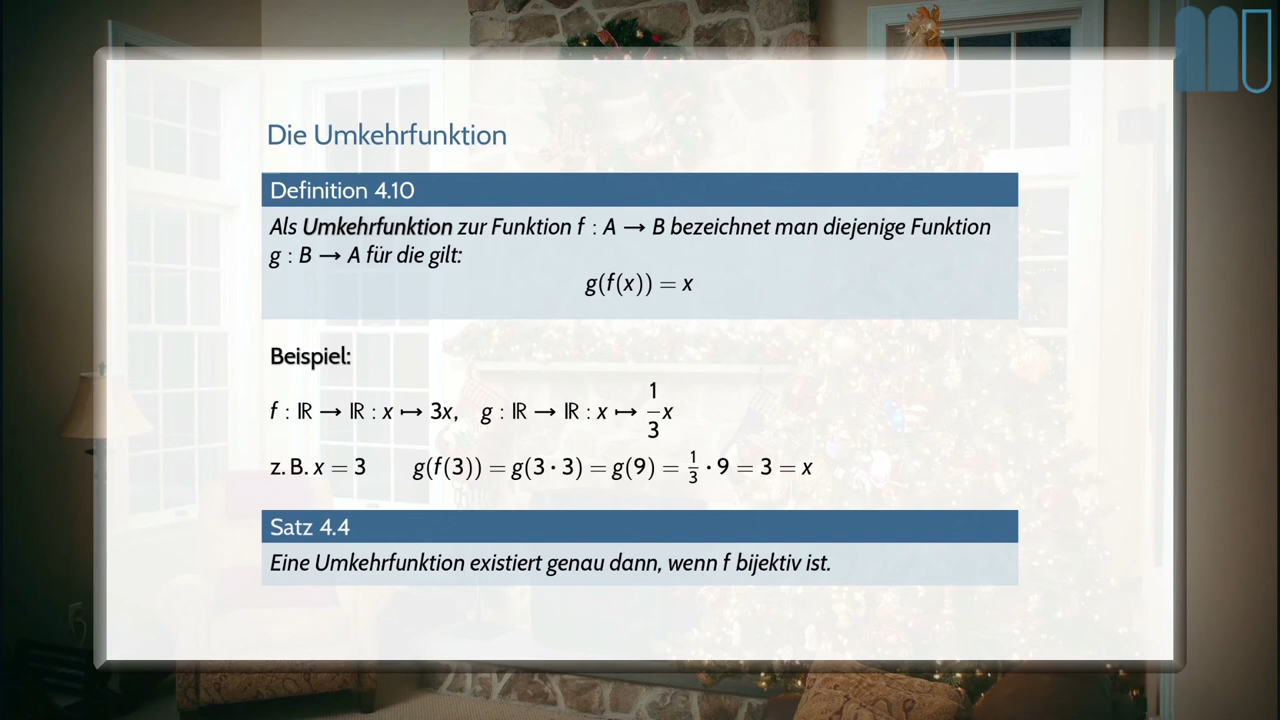 Die Umkehrfunktion
Definition 4.10
Als Umkehrfunktion zur Funktion f : A → B bezeichnet man diejenige Funktion
g : B → A für die gilt:
g(f(x)) = x
Beispiel:
f : ℝ → ℝ : x ↦ 3x, g : ℝ → ℝ : x ↦ 1/3 x
z. B. x = 3 g(f(3)) = g(3 · 3) = g(9) = 1/3 · 9 = 3 = x
Satz 4.4
Eine Umkehrfunktion existiert genau dann, wenn f bijektiv ist.